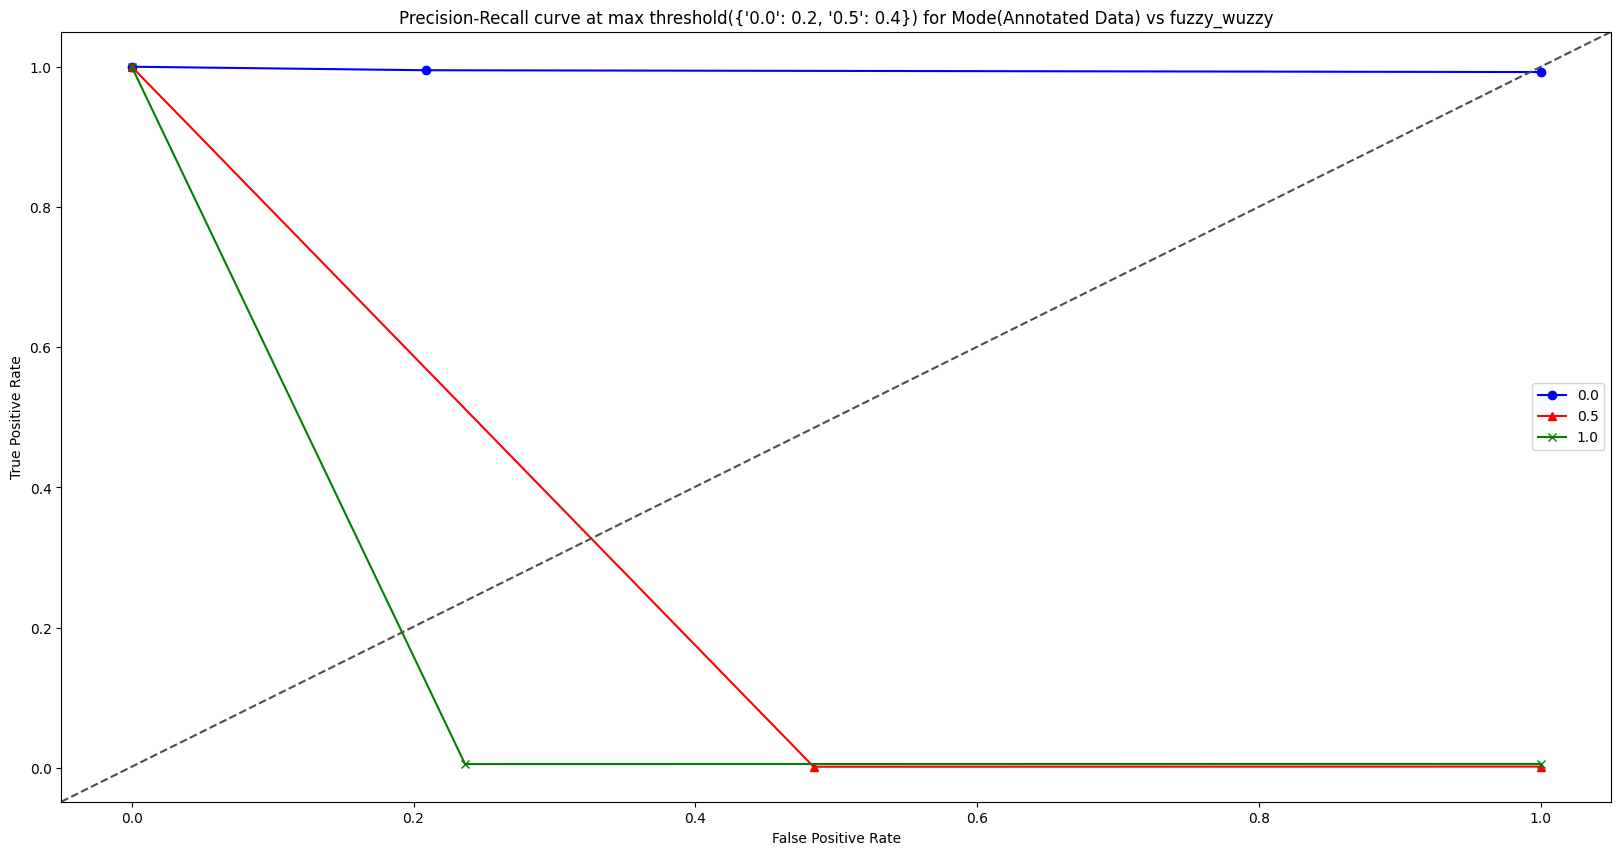 Precision-Recall curve at max threshold({'0.0': 0.2, '0.5': 0.4}) for Mode(Annotated Data) vs fuzzy_wuzzy
1.0
0.8
0.6
0.4
0.2
0.0
True Positive Rate
0.0
0.5
1.0
0.0 0.2 0.4 0.6 0.8 1.0
False Positive Rate